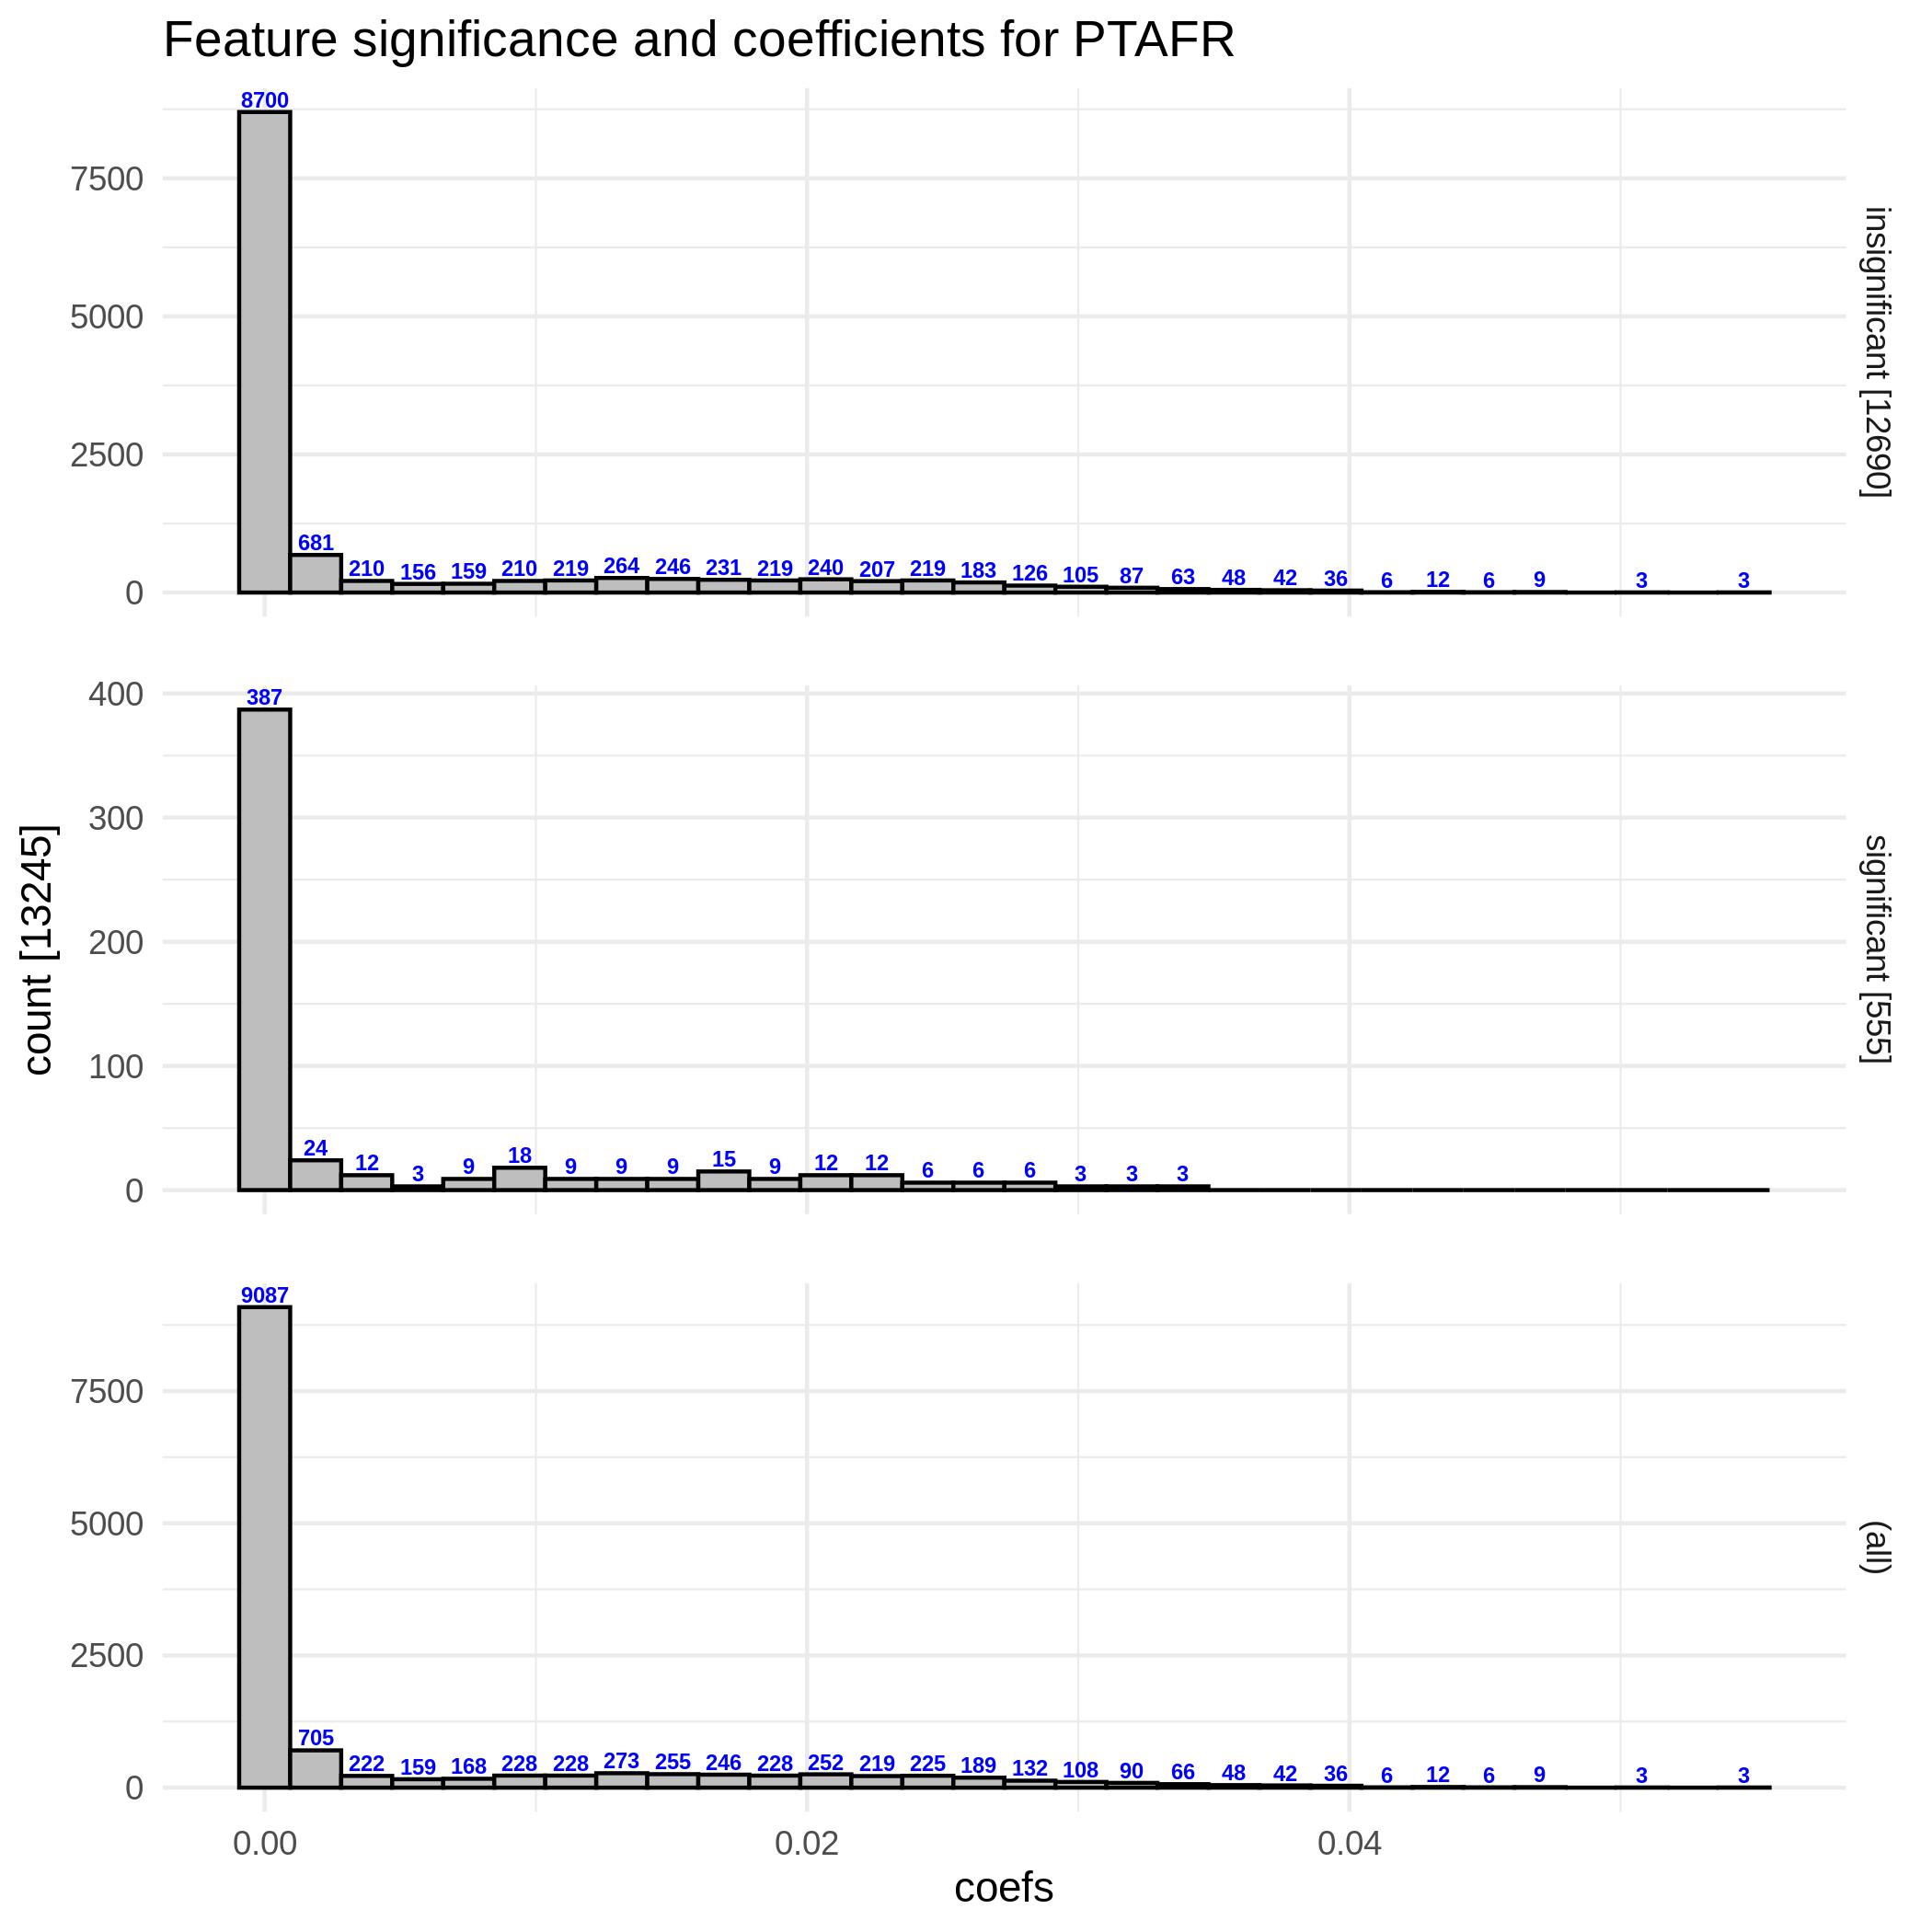 Feature significance and coefficients for PTAFR
8700
7500
5000
2500
0
681 210 156 159 210 219 264 246 231 219 240 207 219 183 126 105 87 63 48 42 36 6 12 6 9 3 3
insignificant [12690]
count [13245]
400
387
300
200
100
0
24 12 3 9 18 9 9 9 15 9 12 12 6 6 6 3 3 3
significant [555]
9087
7500
5000
2500
0
705 222 159 168 228 228 273 255 246 228 252 219 225 189 132 108 90 66 48 42 36 6 12 6 9 3 3
(all)
0.00 0.02 0.04
coefs